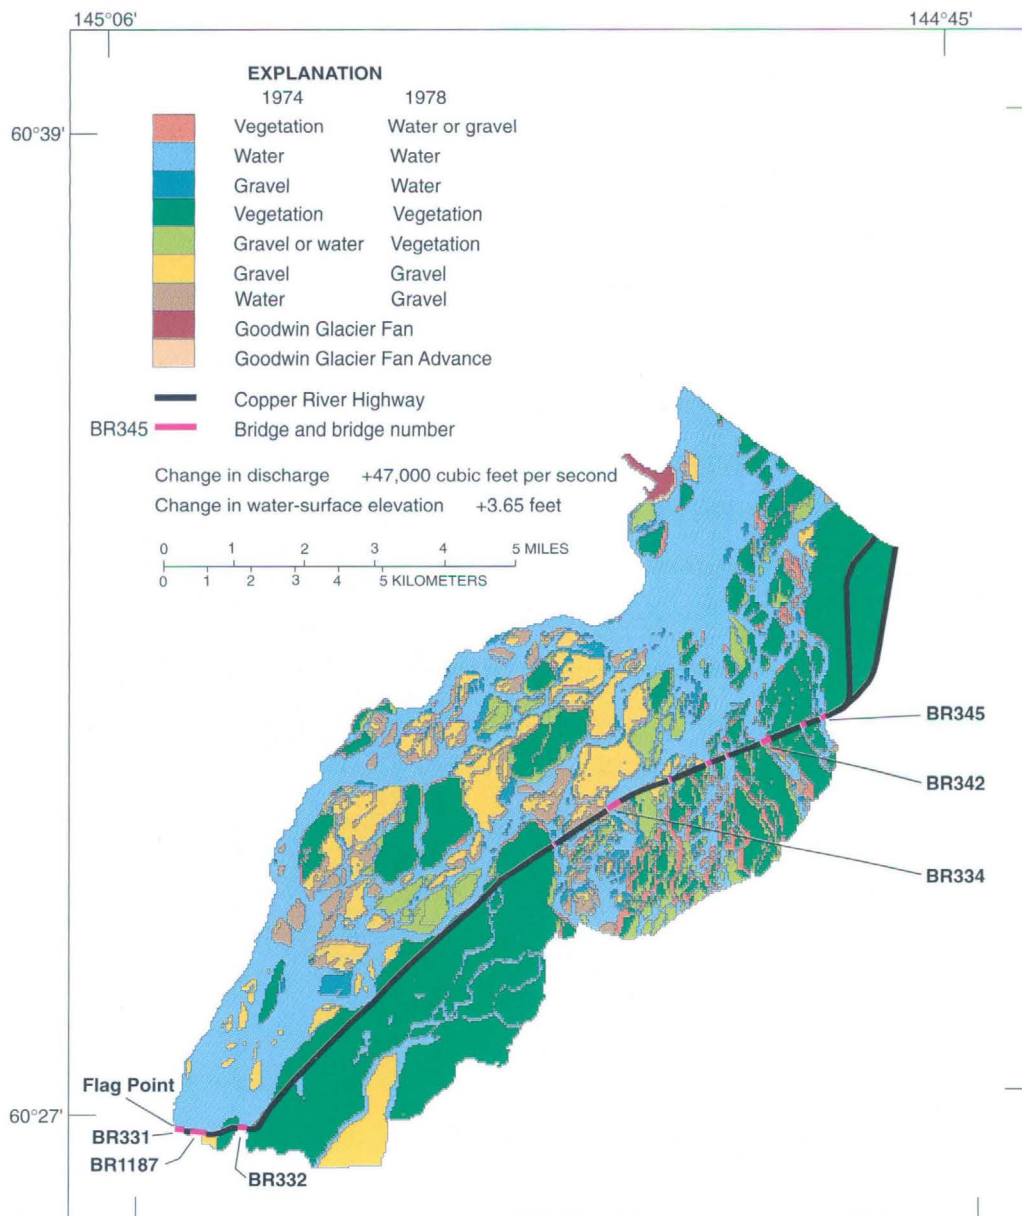 145°06' 144°45'
EXPLANATION
1974 1978
60°39'
Vegetation Water or gravel
Water Water
Gravel Water
Vegetation Vegetation
Gravel or water Vegetation
Gravel Gravel
Water Gravel
Goodwin Glacier Fan
Goodwin Glacier Fan Advance
Copper River Highway
BR345 Bridge and bridge number
Change in discharge +47,000 cubic feet per second
Change in water-surface elevation +3.65 feet
0 1 2 3 4 5 MILES
0 1 2 3 4 5 KILOMETERS
BR345
BR342
BR334
Flag Point
60°27'
BR331
BR1187
BR332